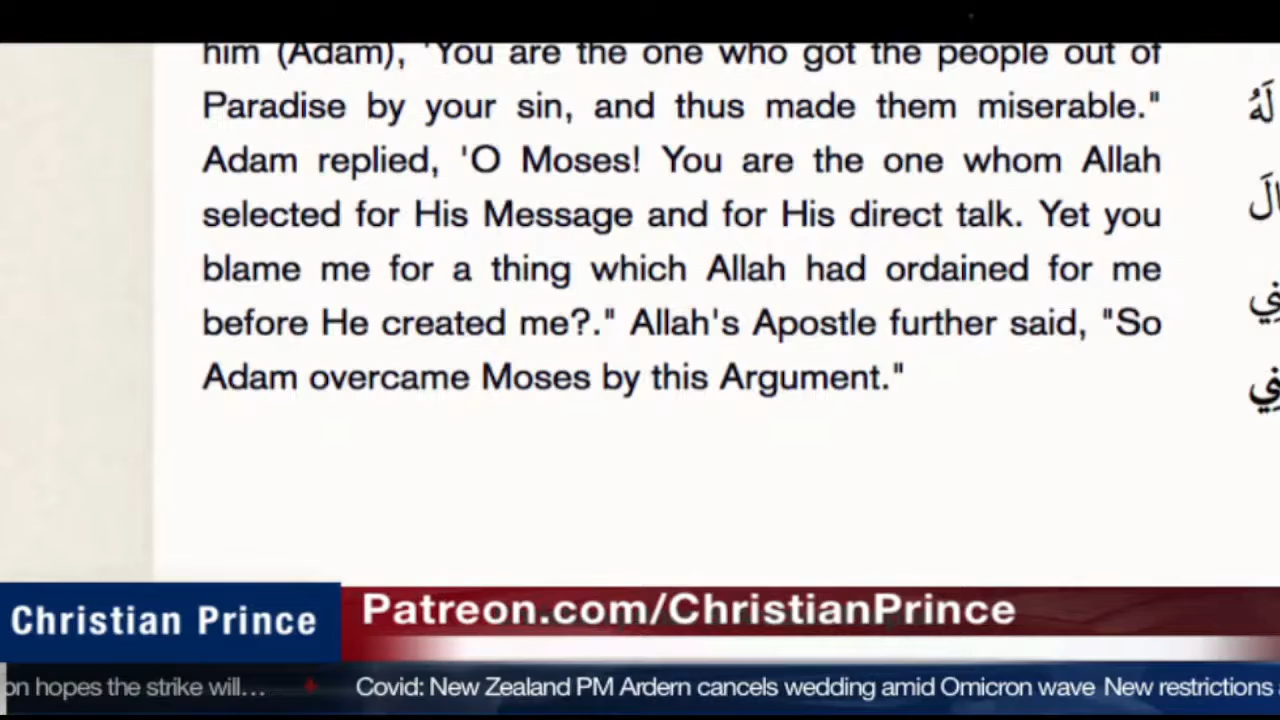 him (Adam), 'You are the one who got the people out of
Paradise by your sin, and thus made them miserable."
Adam replied, 'O Moses! You are the one whom Allah
selected for His Message and for His direct talk. Yet you
blame me for a thing which Allah had ordained for me
before He created me?." Allah's Apostle further said, "So
Adam overcame Moses by this Argument."
لَهُ
Christian Prince
Patreon.com/ChristianPrince
on hopes the strike will... Covid: New Zealand PM Ardern cancels wedding amid Omicron wave New restrictions